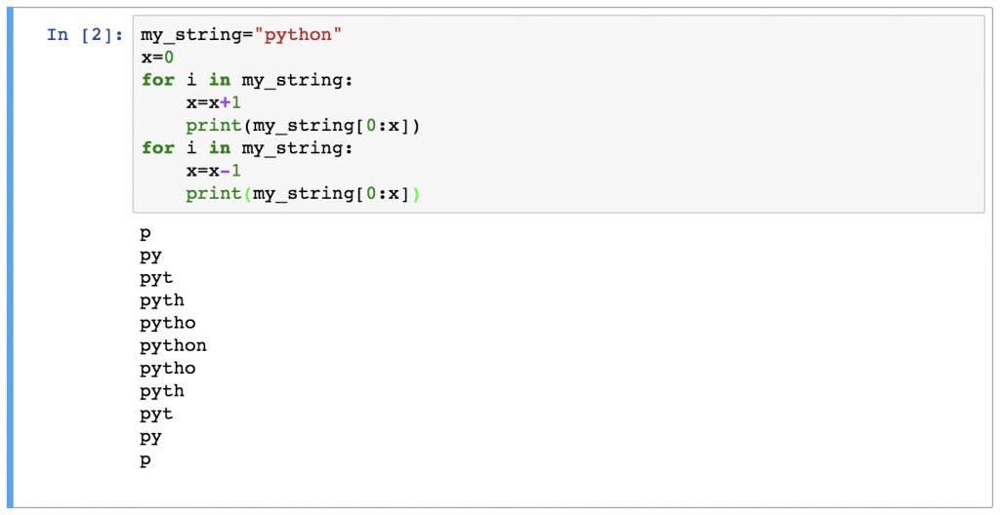 In [2]: my_string="python"
x=0
for i in my_string:
    x=x+1
    print(my_string[0:x])
for i in my_string:
    x=x-1
    print(my_string[0:x])
p
py
pyt
pyth
pytho
python
pytho
pyth
pyt
py
p